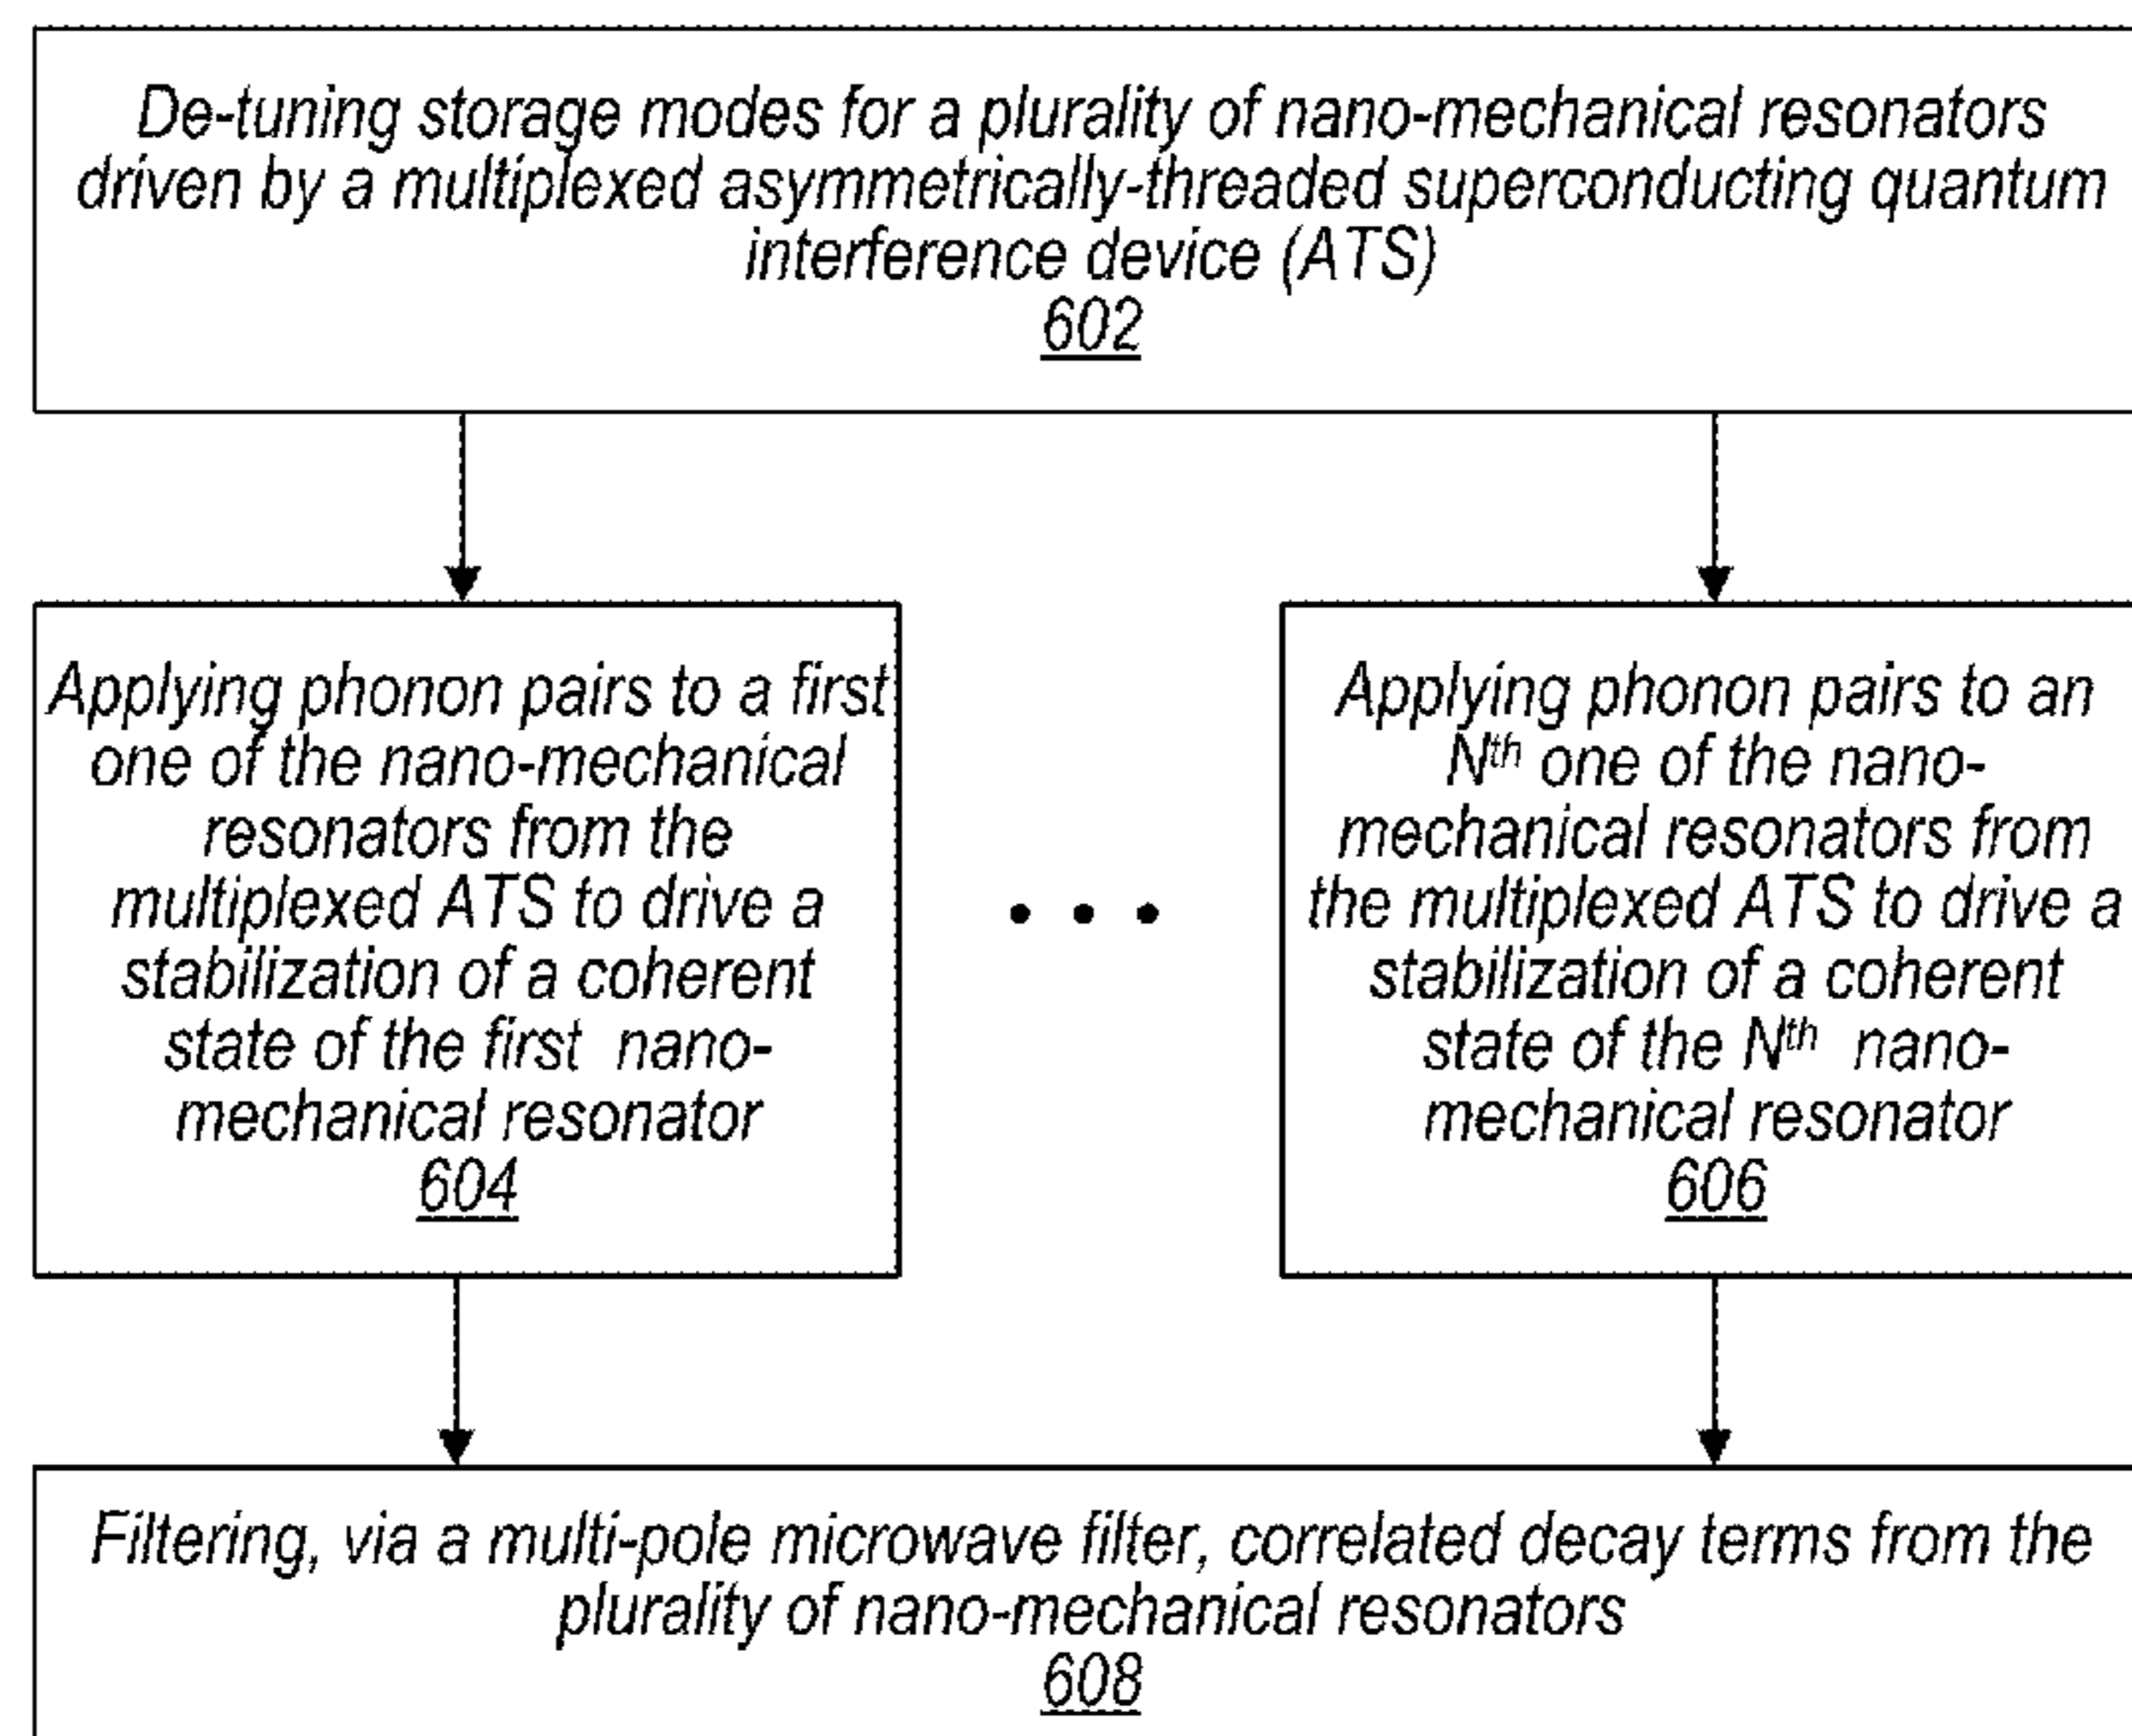 De-tuning storage modes for a plurality of nano-mechanical resonators
driven by a multiplexed asymmetrically-threaded superconducting quantum
interference device (ATS)
602
Applying phonon pairs to a first
one of the nano-mechanical
resonators from the
multiplexed ATS to drive a
stabilization of a coherent
state of the first nano-
mechanical resonator
604
• • •
Applying phonon pairs to an
Nth one of the nano-
mechanical resonators from
the multiplexed ATS to drive a
stabilization of a coherent
state of the Nth nano-
mechanical resonator
606
Filtering, via a multi-pole microwave filter, correlated decay terms from the
plurality of nano-mechanical resonators
608